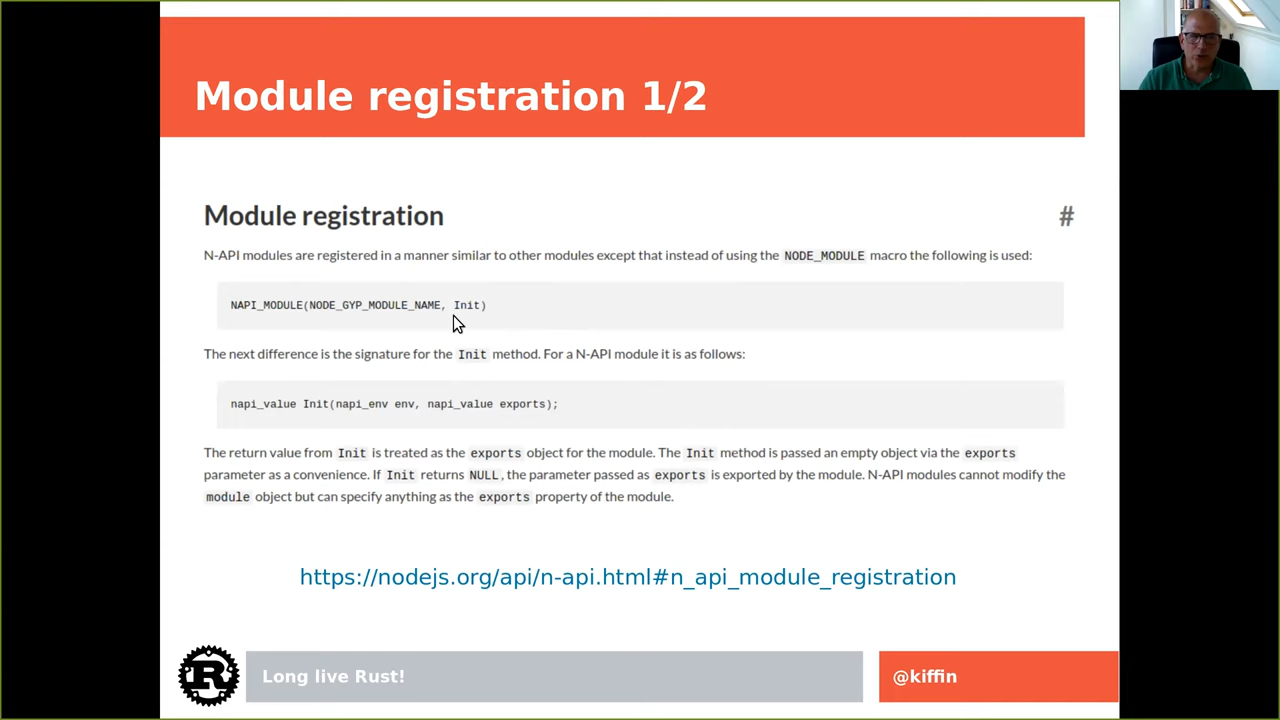 Module registration 1/2
Module registration #
N-API modules are registered in a manner similar to other modules except that instead of using the NODE_MODULE macro the following is used:
NAPI_MODULE(NODE_GYP_MODULE_NAME, Init)
The next difference is the signature for the Init method. For a N-API module it is as follows:
napi_value Init(napi_env env, napi_value exports);
The return value from Init is treated as the exports object for the module. The Init method is passed an empty object via the exports
parameter as a convenience. If Init returns NULL, the parameter passed as exports is exported by the module. N-API modules cannot modify the
module object but can specify anything as the exports property of the module.
https://nodejs.org/api/n-api.html#n_api_module_registration
R
Long live Rust!
@kiffin